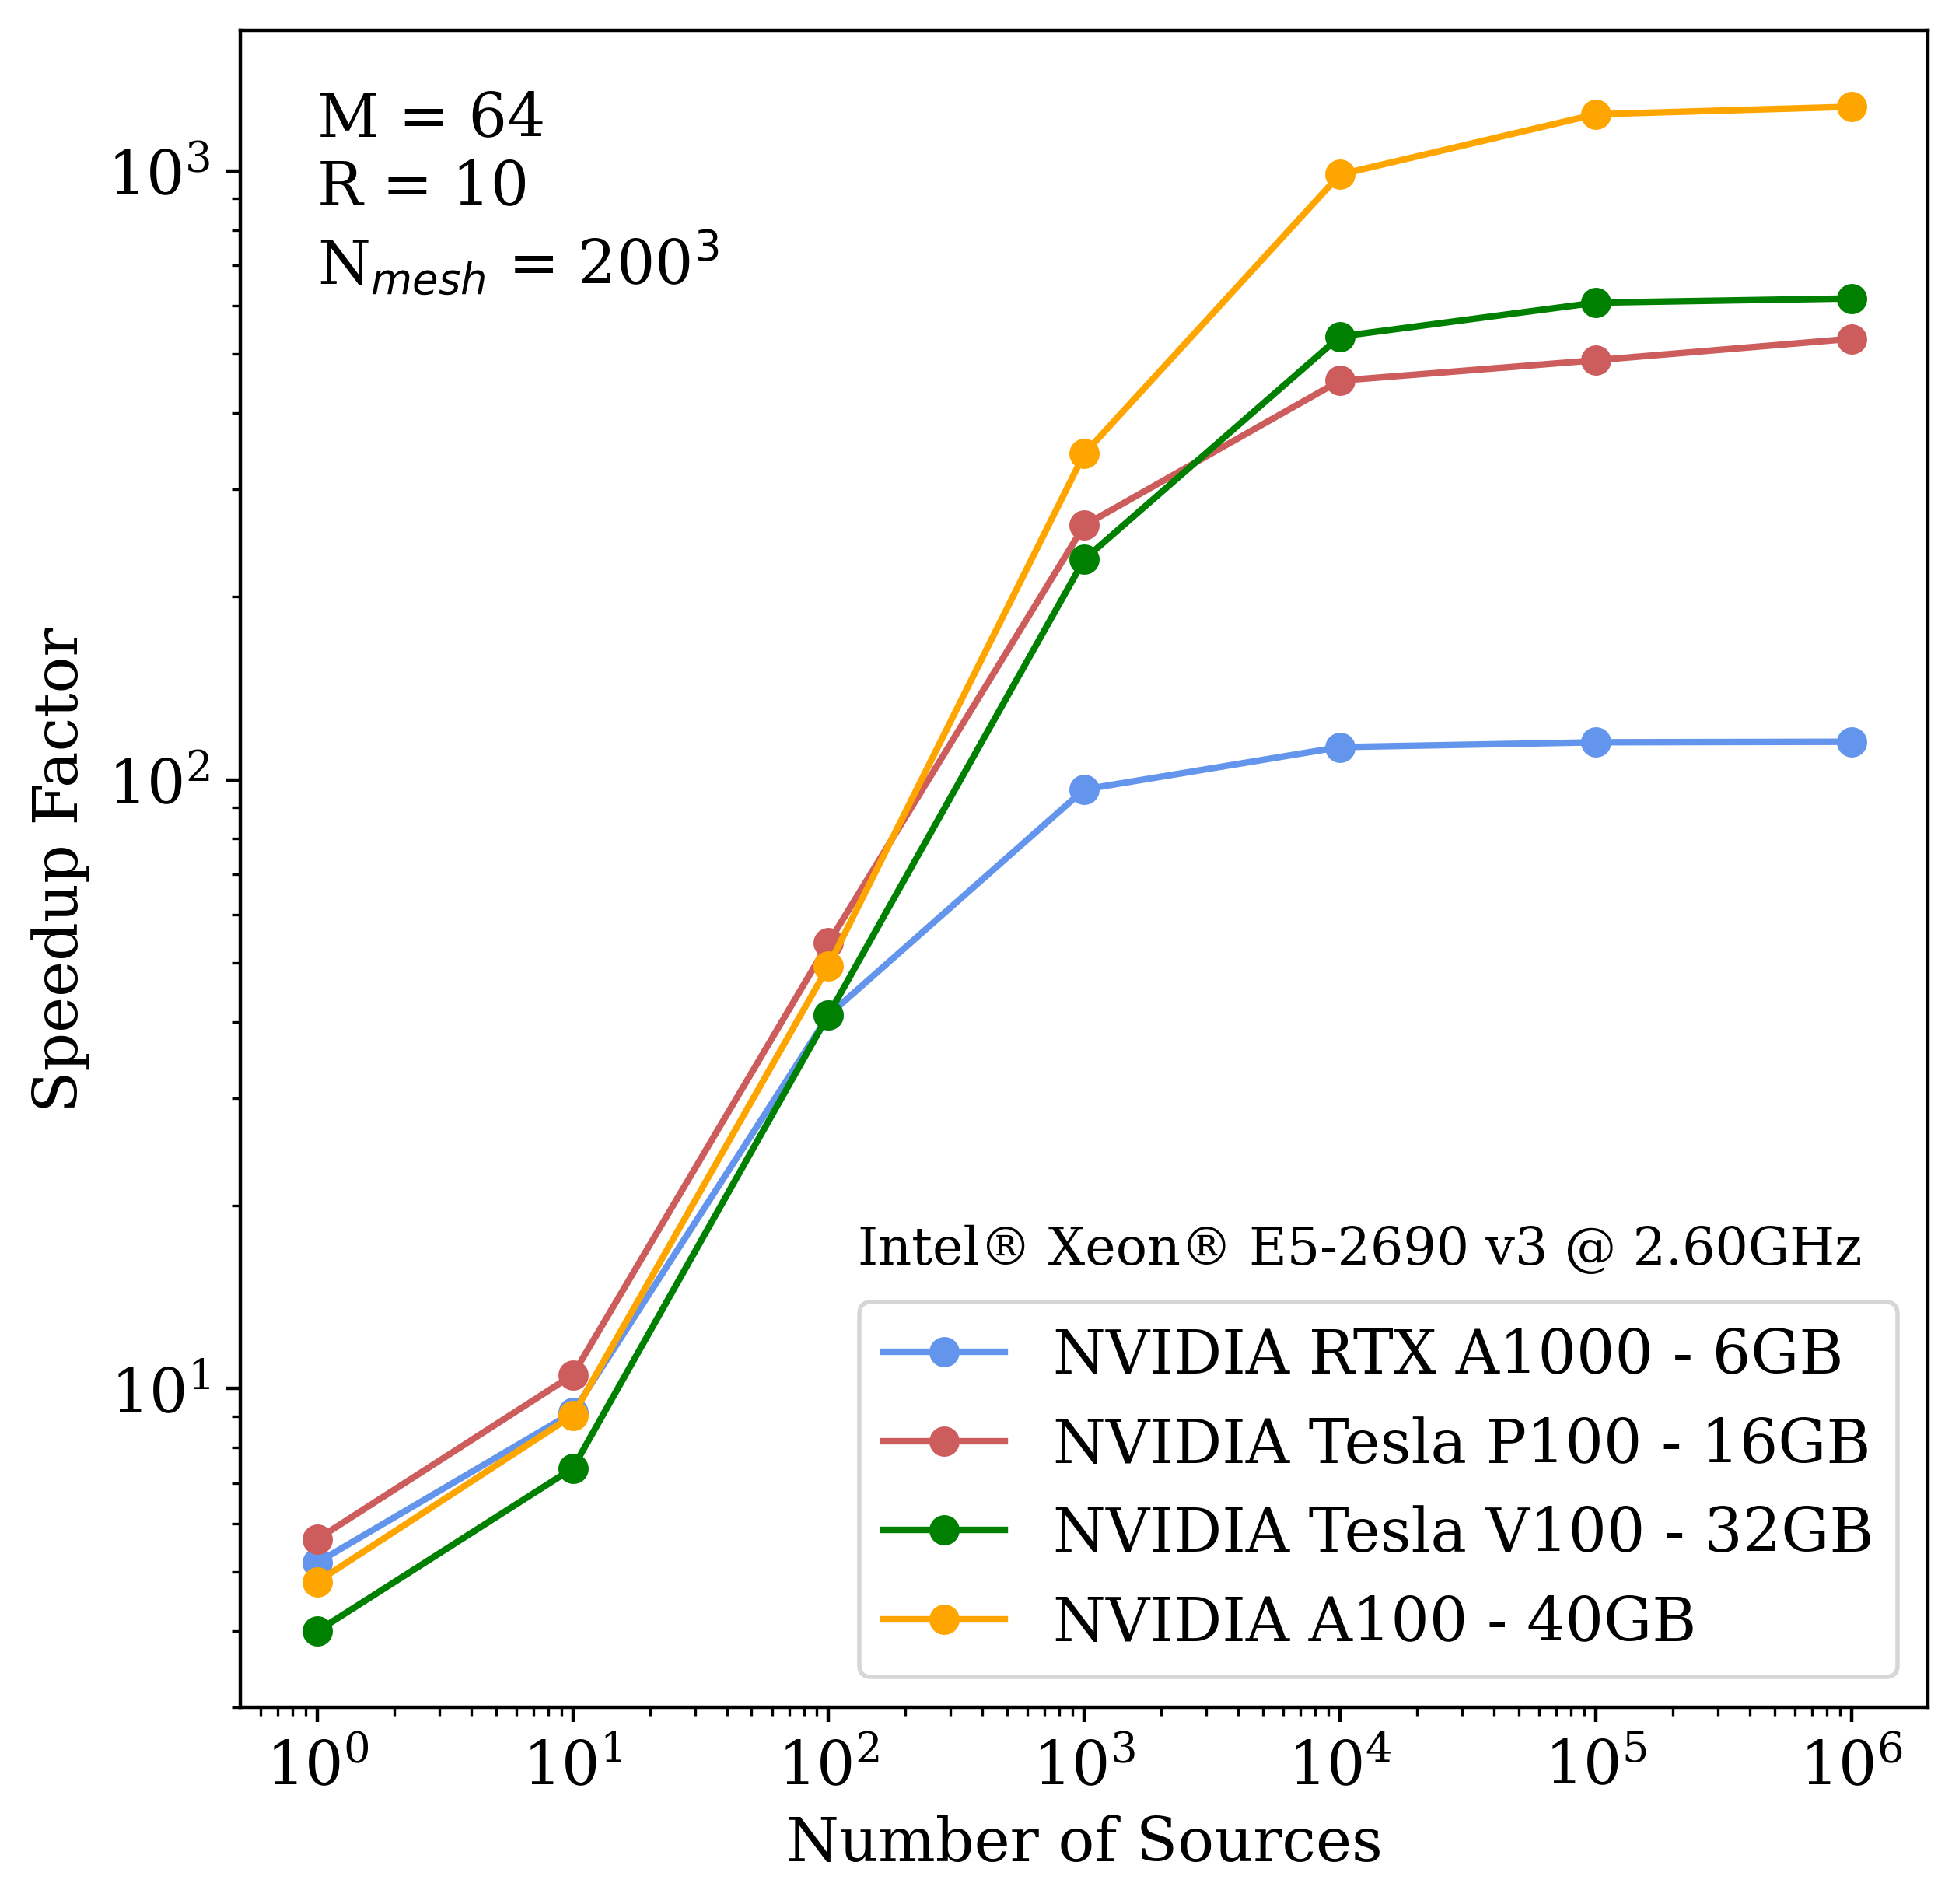 M = 64
R = 10
N_mesh = 200³
10³
10²
10¹
Speedup Factor
Intel® Xeon® E5-2690 v3 @ 2.60GHz
NVIDIA RTX A1000 - 6GB
NVIDIA Tesla P100 - 16GB
NVIDIA Tesla V100 - 32GB
NVIDIA A100 - 40GB
10⁰ 10¹ 10² 10³ 10⁴ 10⁵ 10⁶
Number of Sources